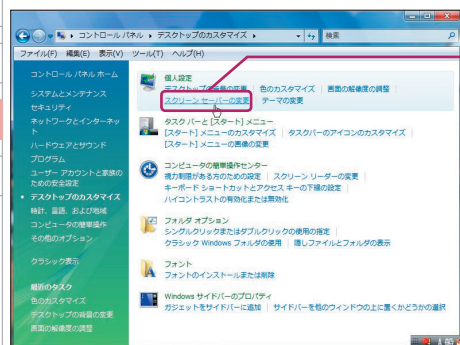 コントロール パネル ▸ デスクトップのカスタマイズ ▸
検索
ファイル(F) 編集(E) 表示(V) ツール(T) ヘルプ(H)
コントロール パネル ホーム
システムとメンテナンス
セキュリティ
ネットワークとインターネッ
ト
ハードウェアとサウンド
プログラム
ユーザー アカウントと家族の
ための安全設定
デスクトップのカスタマイズ
時計、言語、および地域
コンピュータの簡単操作
その他のオプション
クラシック表示
最近のタスク
色のカスタマイズ
デスクトップの背景の変更
画面の解像度の調整
個人設定
デスクトップの背景の変更 色のカスタマイズ 画面の解像度の調整
スクリーン セーバーの変更 テーマの変更
タスク バーと [スタート] メニュー
[スタート] メニューのカスタマイズ タスクバーのアイコンのカスタマイズ
[スタート] メニューの画像の変更
コンピュータの簡単操作センター
視力制限がある方のための設定 スクリーン リーダーの変更
キーボード ショートカットとアクセス キーの下線の設定
ハイコントラストの有効化または無効化
フォルダ オプション
シングルクリックまたはダブルクリックの使用の指定
クラシック Windows フォルダの使用 隠しファイルとフォルダの表示
フォント
フォントのインストールまたは削除
Windows サイドバーのプロパティ
ガジェットをサイドバーに追加 サイドバーを他のウィンドウの上に置くかどうかの選択